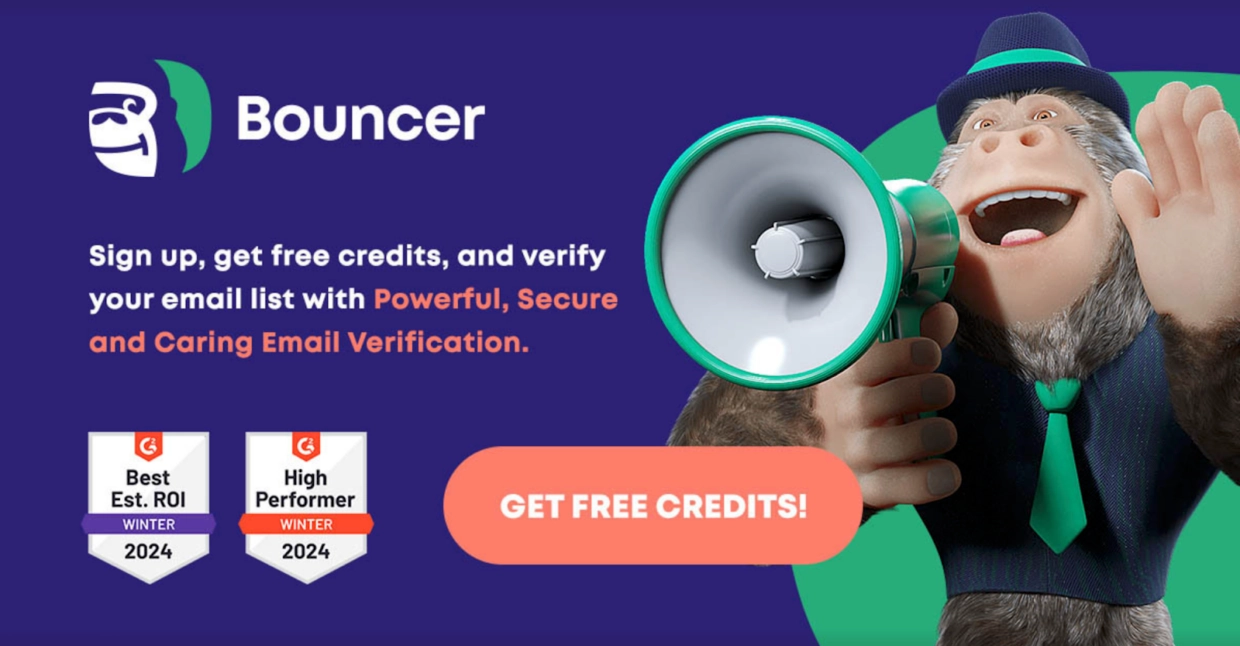 Bouncer
Sign up, get free credits, and verify
your email list with Powerful, Secure
and Caring Email Verification.
G2
Best
Est. ROI
WINTER
2024
G2
High
Performer
WINTER
2024
GET FREE CREDITS!